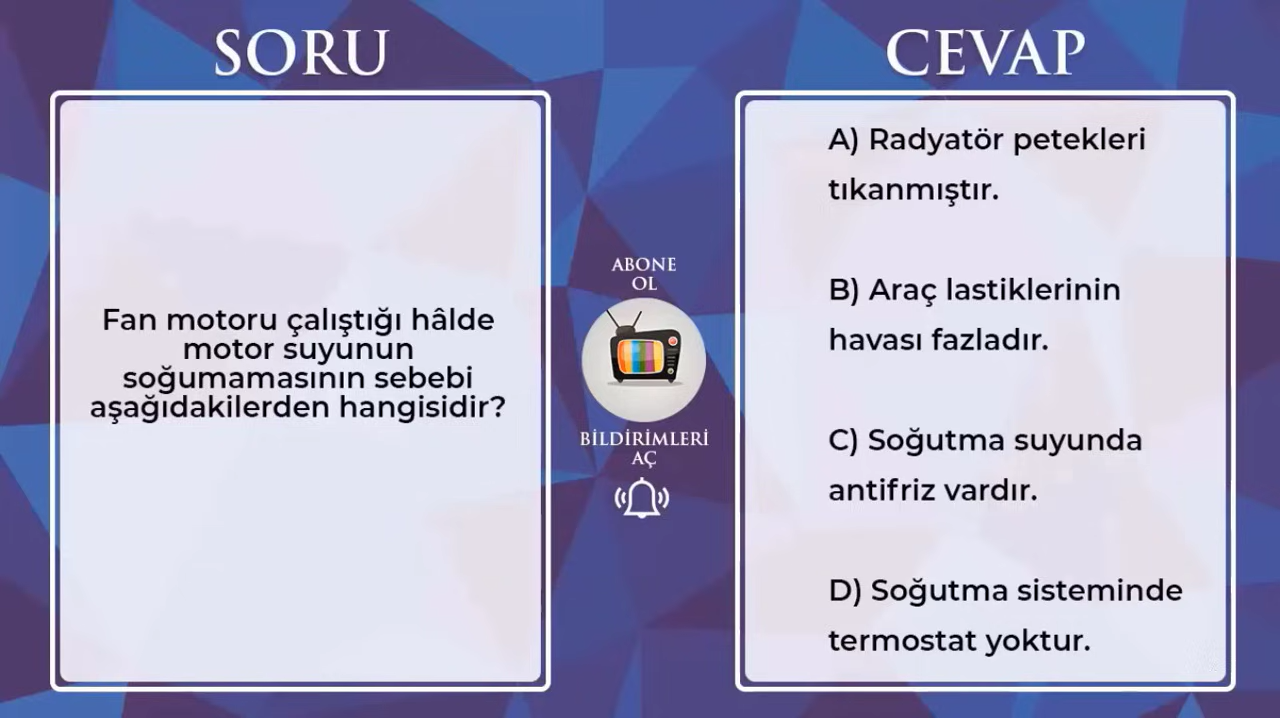 SORU
Fan motoru çalıştığı hâlde
motor suyunun
soğumamasının sebebi
aşağıdakilerden hangisidir?
ABONE
OL
BİLDİRİMLERİ
AÇ
CEVAP
A) Radyatör petekleri
tıkanmıştır.
B) Araç lastiklerinin
havası fazladır.
C) Soğutma suyunda
antifriz vardır.
D) Soğutma sisteminde
termostat yoktur.